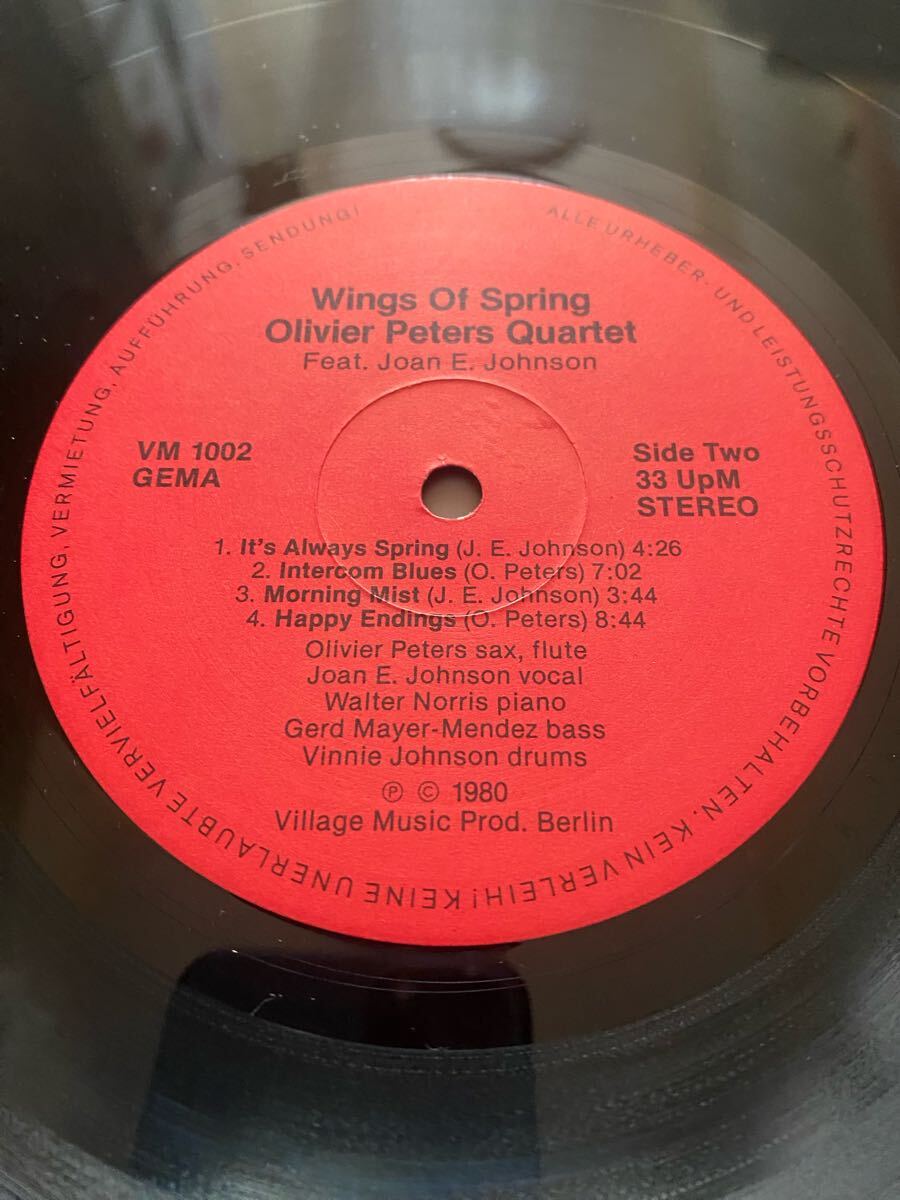 Wings Of Spring
Olivier Peters Quartet
Feat. Joan E. Johnson
VM 1002
GEMA
Side Two
33 UpM
STEREO
1. It's Always Spring (J. E. Johnson) 4:26
2. Intercom Blues (O. Peters) 7:02
3. Morning Mist (J. E. Johnson) 3:44
4. Happy Endings (O. Peters) 8:44
Olivier Peters sax, flute
Joan E. Johnson vocal
Walter Norris piano
Gerd Mayer-Mendez bass
Vinnie Johnson drums
℗ © 1980
Village Music Prod. Berlin
ALLE URHEBER- UND LEISTUNGSSCHUTZRECHTE VORBEHALTEN. KEIN VERLEIH! KEINE UNERLAUBTE VERVIELFÄLTIGUNG, VERMIETUNG, AUFFÜHRUNG, SENDUNG!